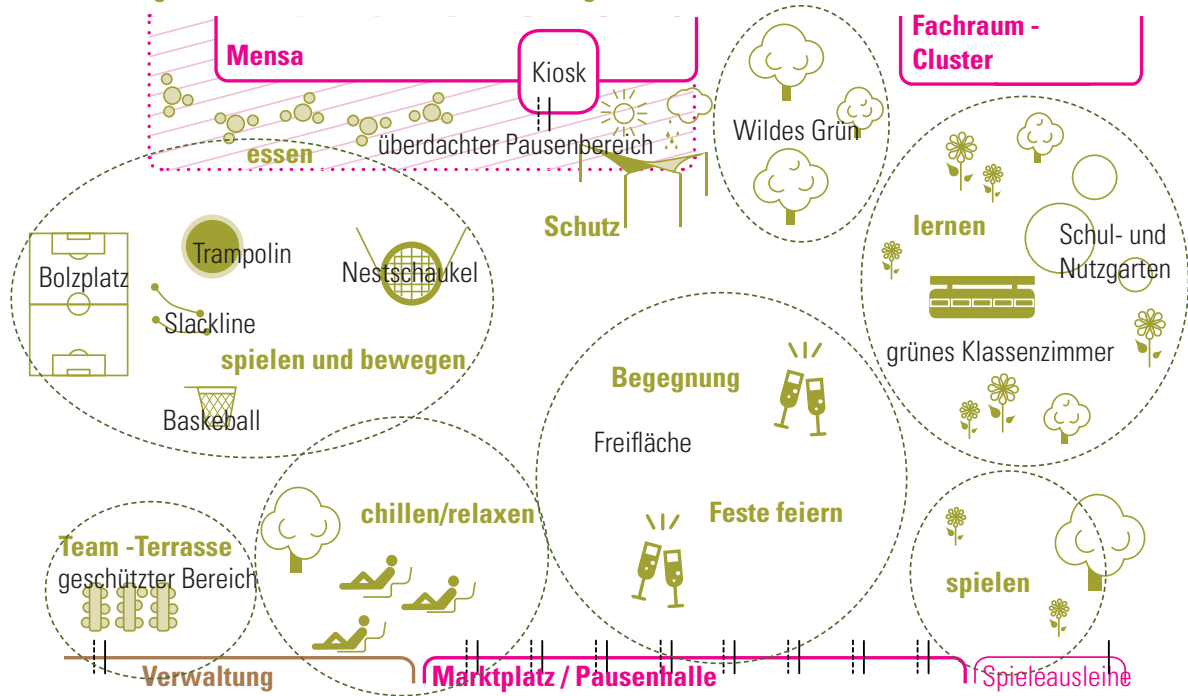 Mensa
Fachraum -
Cluster
Kiosk
Wildes Grün
essen
überdachter Pausenbereich
Schutz
lernen
Schul- und
Nutzgarten
Trampolin
Bolzplatz
Nestschaukel
Slackline
spielen und bewegen
grünes Klassenzimmer
Begegnung
Baskeball
Freifläche
chillen/relaxen
Feste feiern
Team -Terrasse
geschützter Bereich
spielen
Verwaltung
Marktplatz / Pausenhalle
Spieleausleihe